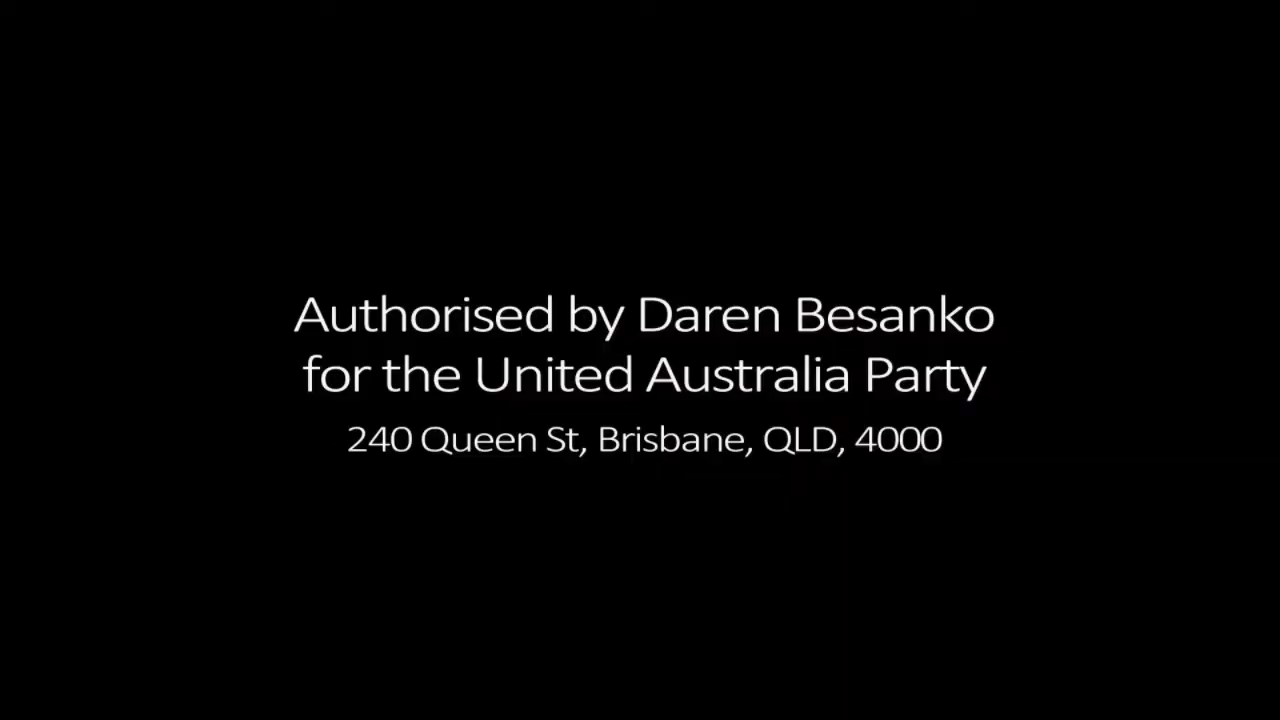 Authorised by Daren Besanko
for the United Australia Party
240 Queen St, Brisbane, QLD, 4000